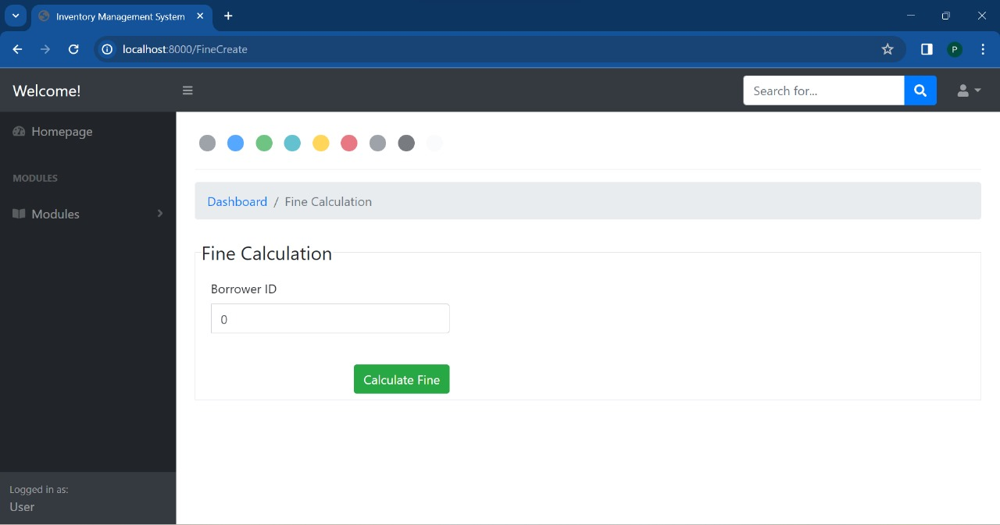 Inventory Management System
localhost:8000/FineCreate
P
Welcome!
Search for...
Homepage
MODULES
Modules
Dashboard / Fine Calculation
Fine Calculation
Borrower ID
0
Calculate Fine
Logged in as:
User